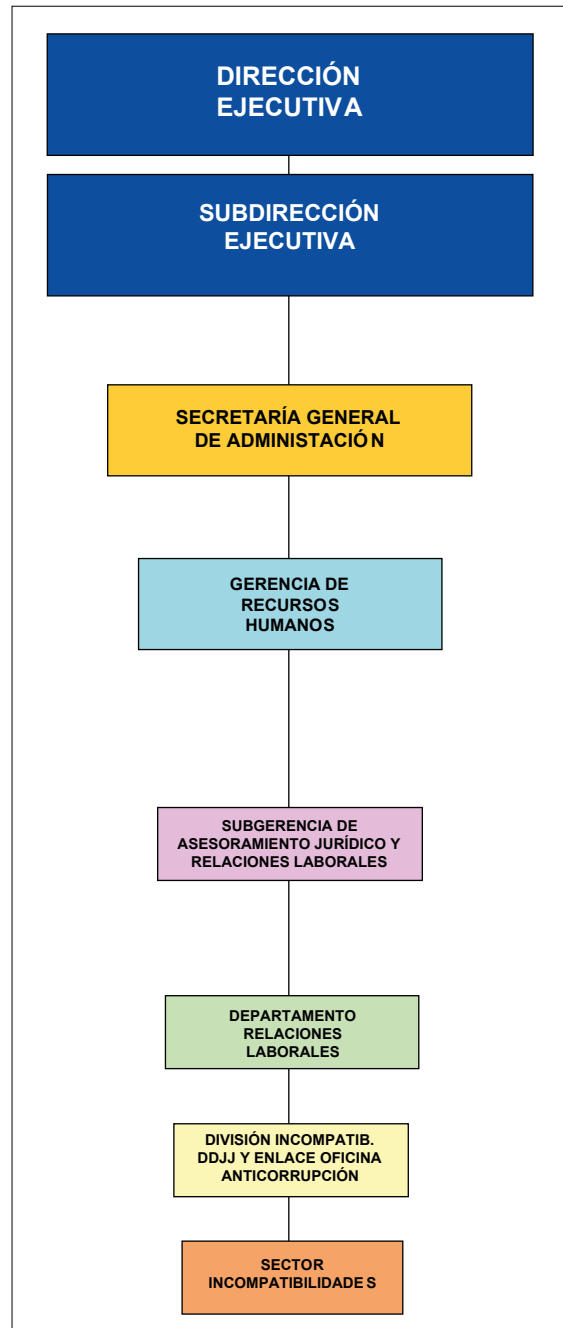 DIRECCIÓN
EJECUTIVA
SUBDIRECCIÓN
EJECUTIVA
SECRETARÍA GENERAL
DE ADMINISTACIÓN
GERENCIA DE
RECURSOS
HUMANOS
SUBGERENCIA DE
ASESORAMIENTO JURÍDICO Y
RELACIONES LABORALES
DEPARTAMENTO
RELACIONES
LABORALES
DIVISIÓN INCOMPATIB.
DDJJ Y ENLACE OFICINA
ANTICORRUPCIÓN
SECTOR
INCOMPATIBILIDADES